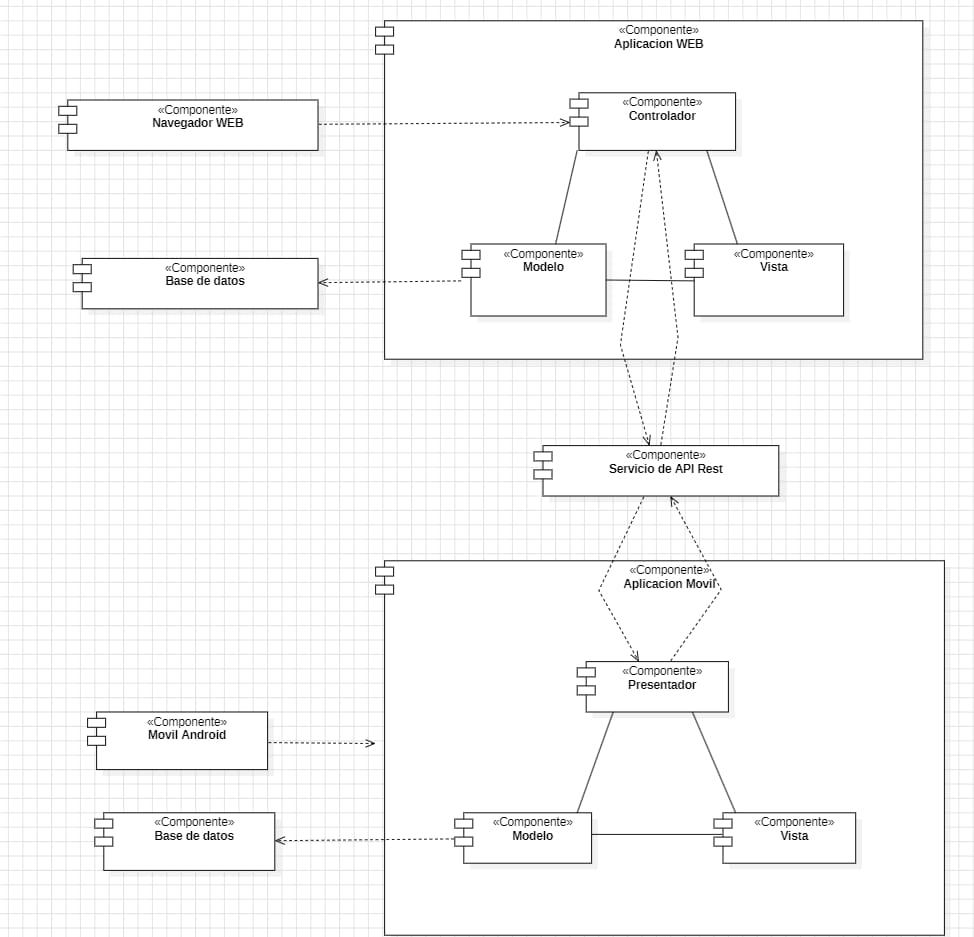 «Componente»
Aplicacion WEB
«Componente»
Navegador WEB
«Componente»
Controlador
«Componente»
Base de datos
«Componente»
Modelo
«Componente»
Vista
«Componente»
Servicio de API Rest
«Componente»
Aplicacion Movil
«Componente»
Presentador
«Componente»
Movil Android
«Componente»
Base de datos
«Componente»
Modelo
«Componente»
Vista